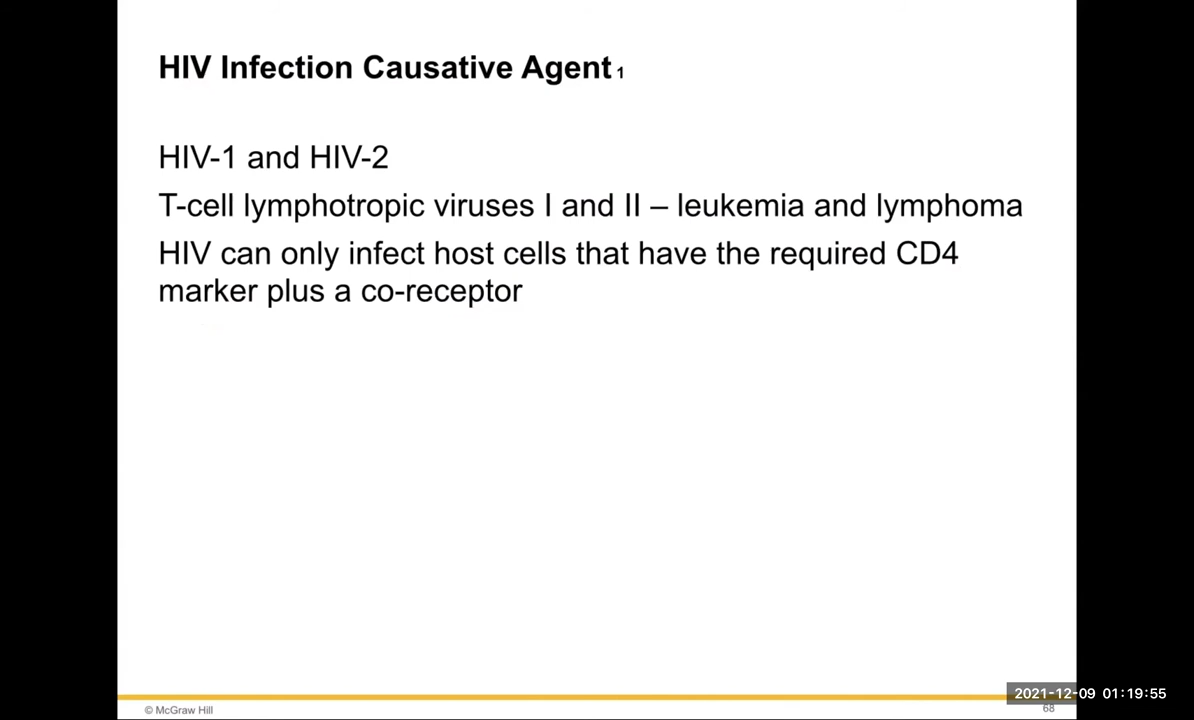 HIV Infection Causative Agent 1
HIV-1 and HIV-2
T-cell lymphotropic viruses I and II – leukemia and lymphoma
HIV can only infect host cells that have the required CD4
marker plus a co-receptor
2021-12-09 01:19:55
© McGraw Hill
68